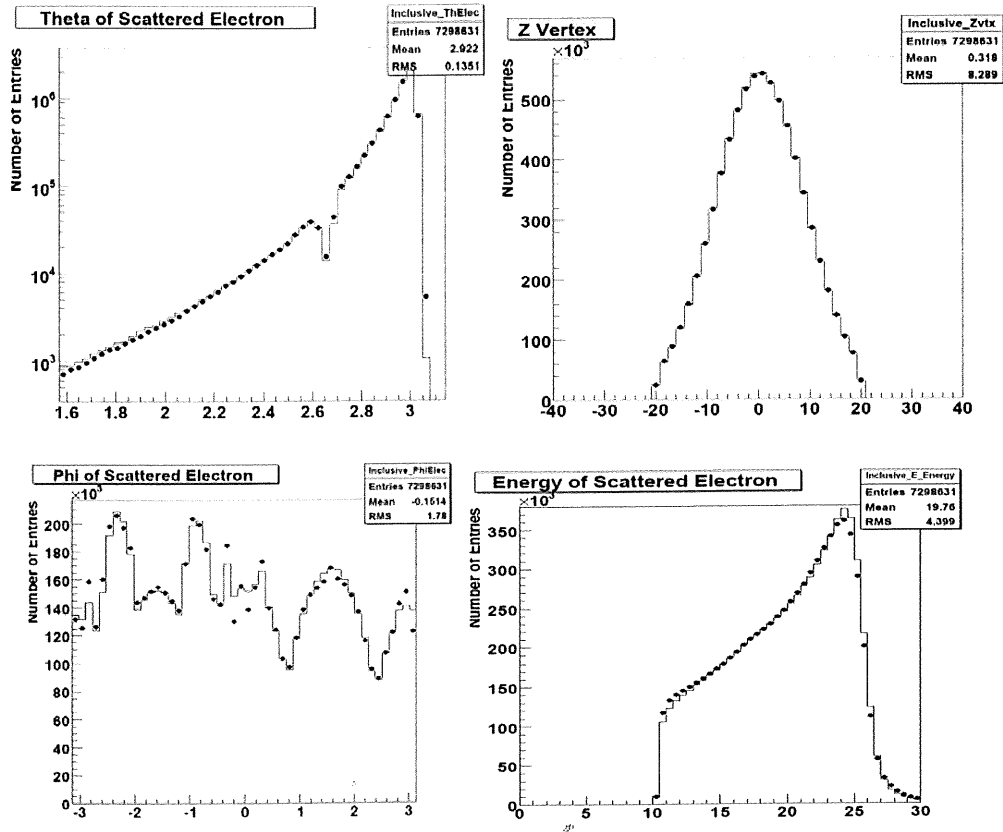 Theta of Scattered Electron
Inclusive_ThElec
Entries 7298631
Mean 2.922
RMS 0.1351
Number of Entries
10^6
10^5
10^4
10^3
1.6 1.8 2 2.2 2.4 2.6 2.8 3
Z Vertex
Inclusive_Zvtx
Entries 7298631
Mean 0.318
RMS 8.289
×10^3
Number of Entries
500
400
300
200
100
0
-40 -30 -20 -10 0 10 20 30 40
Phi of Scattered Electron
Inclusive_PhiElec
Entries 7298631
Mean -0.1514
RMS 1.78
×10^3
Number of Entries
200
180
160
140
120
100
80
60
40
20
0
-3 -2 -1 0 1 2 3
Energy of Scattered Electron
Inclusive_E_Energy
Entries 7298631
Mean 19.76
RMS 4.399
×10^3
Number of Entries
350
300
250
200
150
100
50
0
0 5 10 15 20 25 30